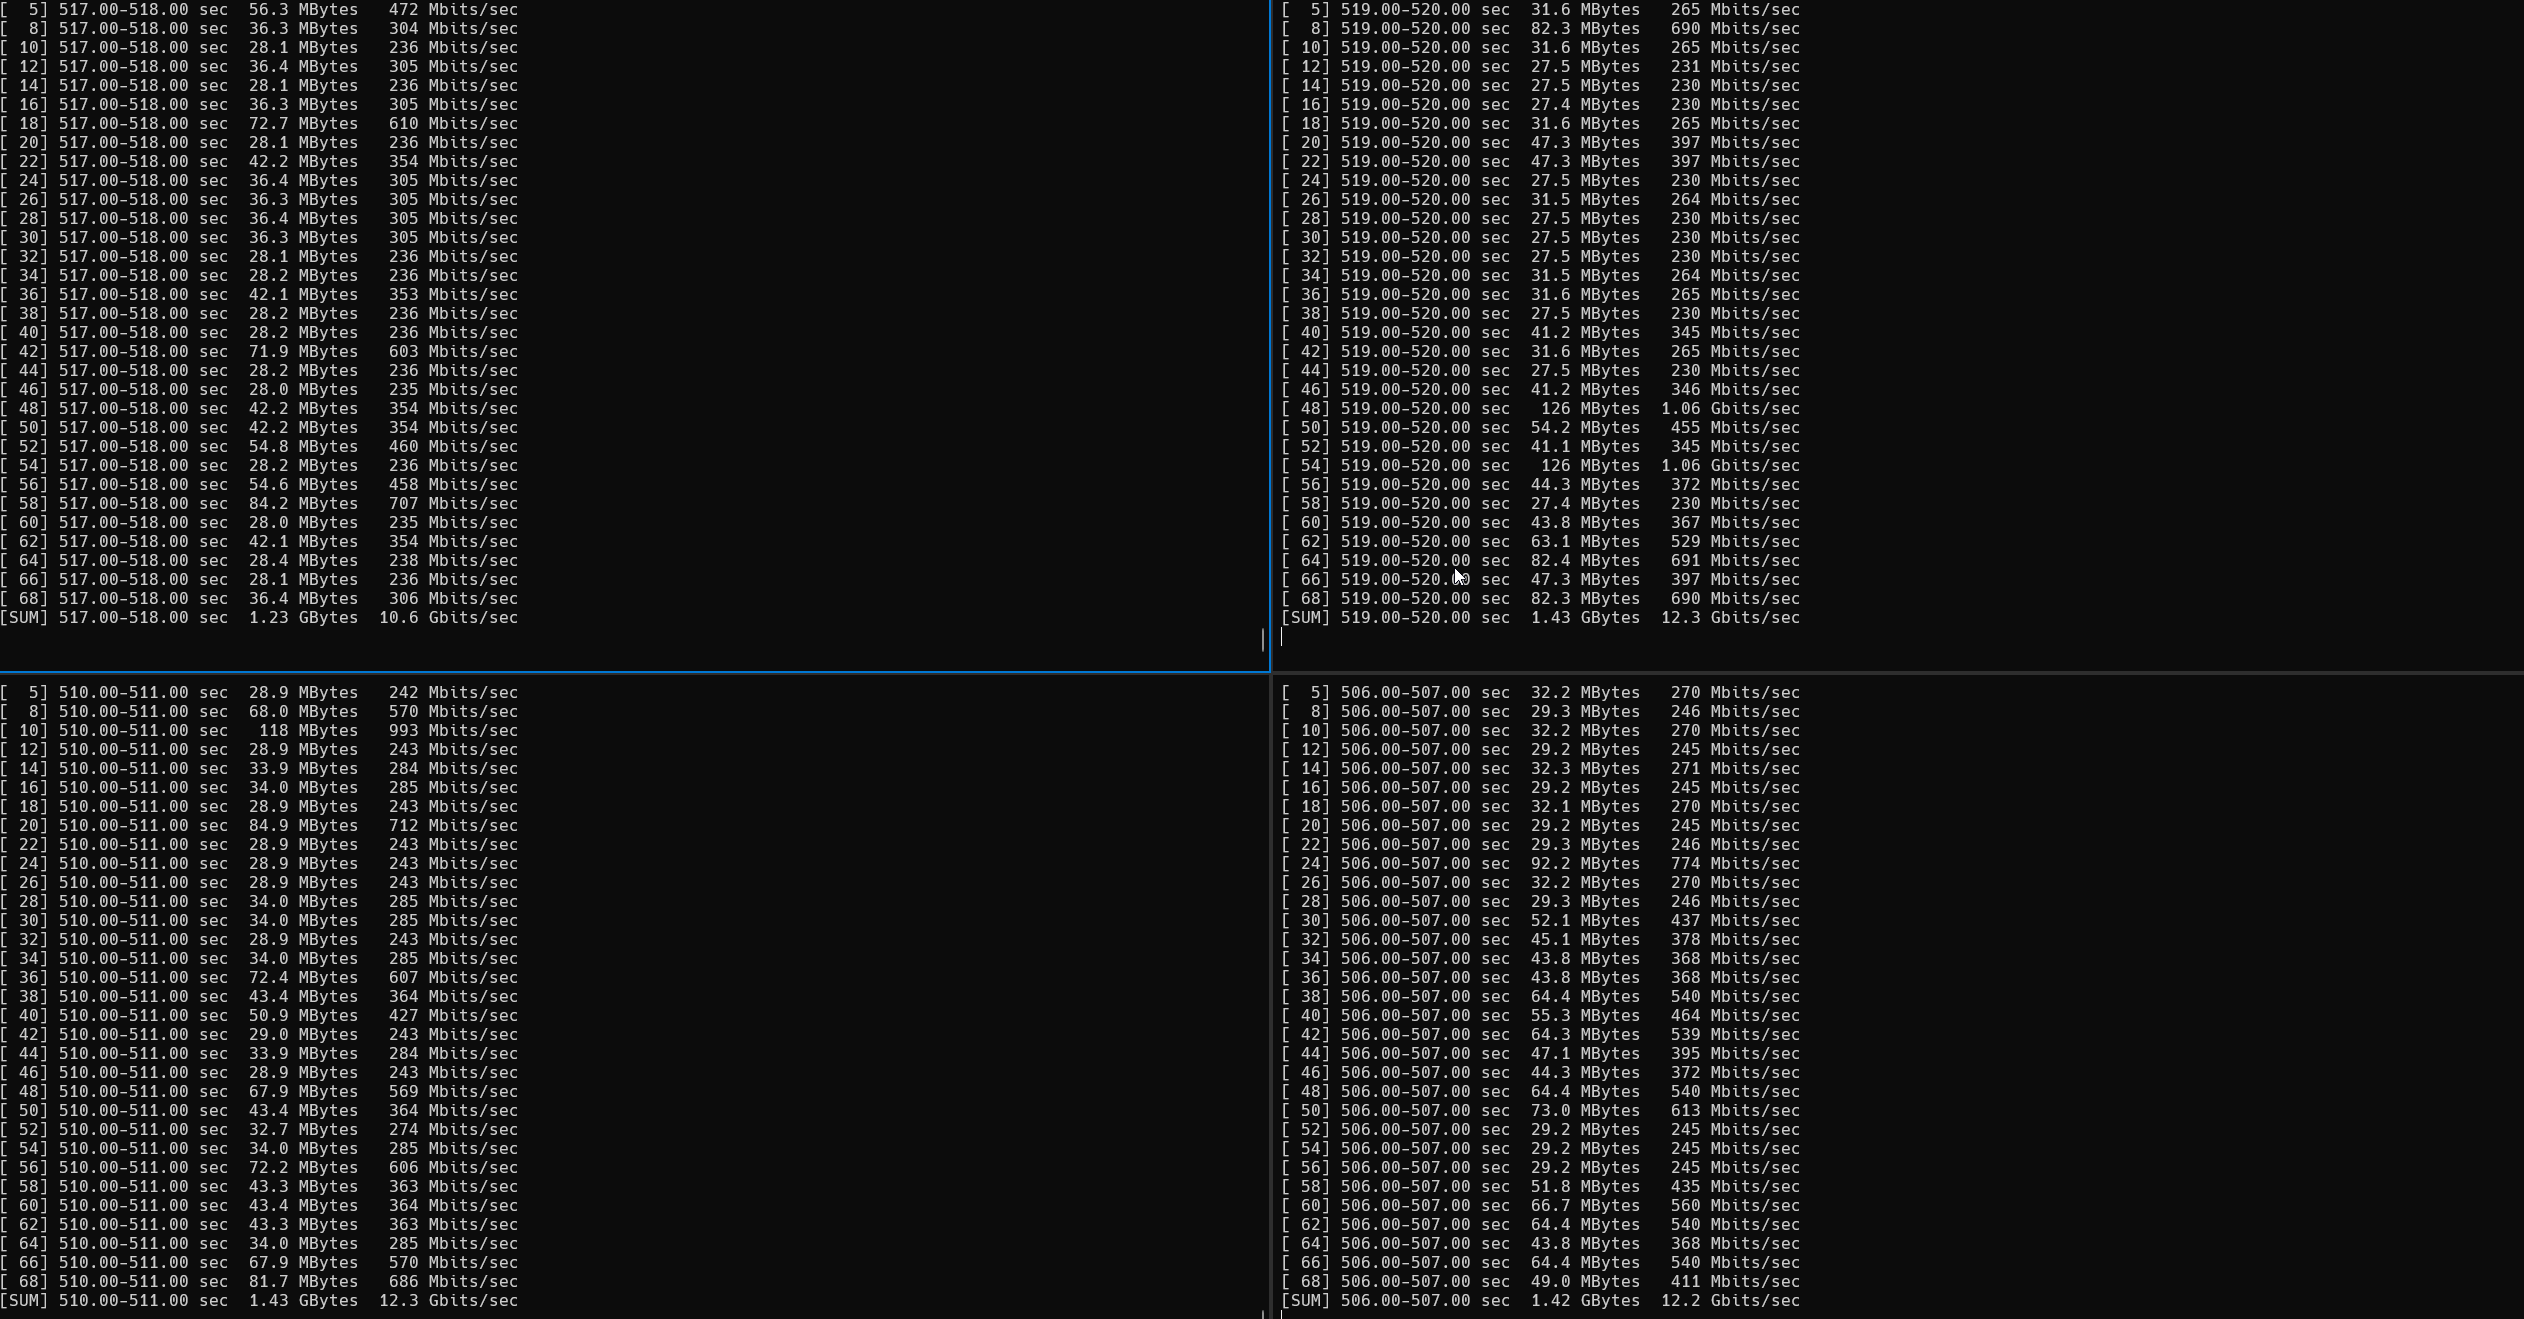 [  5] 517.00-518.00 sec  56.3 MBytes   472 Mbits/sec
[  8] 517.00-518.00 sec  36.3 MBytes   304 Mbits/sec
[ 10] 517.00-518.00 sec  28.1 MBytes   236 Mbits/sec
[ 12] 517.00-518.00 sec  36.4 MBytes   305 Mbits/sec
[ 14] 517.00-518.00 sec  28.1 MBytes   236 Mbits/sec
[ 16] 517.00-518.00 sec  36.3 MBytes   305 Mbits/sec
[ 18] 517.00-518.00 sec  72.7 MBytes   610 Mbits/sec
[ 20] 517.00-518.00 sec  28.1 MBytes   236 Mbits/sec
[ 22] 517.00-518.00 sec  42.2 MBytes   354 Mbits/sec
[ 24] 517.00-518.00 sec  36.4 MBytes   305 Mbits/sec
[ 26] 517.00-518.00 sec  36.3 MBytes   305 Mbits/sec
[ 28] 517.00-518.00 sec  36.4 MBytes   305 Mbits/sec
[ 30] 517.00-518.00 sec  36.3 MBytes   305 Mbits/sec
[ 32] 517.00-518.00 sec  28.1 MBytes   236 Mbits/sec
[ 34] 517.00-518.00 sec  28.2 MBytes   236 Mbits/sec
[ 36] 517.00-518.00 sec  42.1 MBytes   353 Mbits/sec
[ 38] 517.00-518.00 sec  28.2 MBytes   236 Mbits/sec
[ 40] 517.00-518.00 sec  28.2 MBytes   236 Mbits/sec
[ 42] 517.00-518.00 sec  71.9 MBytes   603 Mbits/sec
[ 44] 517.00-518.00 sec  28.2 MBytes   236 Mbits/sec
[ 46] 517.00-518.00 sec  28.0 MBytes   235 Mbits/sec
[ 48] 517.00-518.00 sec  42.2 MBytes   354 Mbits/sec
[ 50] 517.00-518.00 sec  42.2 MBytes   354 Mbits/sec
[ 52] 517.00-518.00 sec  54.8 MBytes   460 Mbits/sec
[ 54] 517.00-518.00 sec  28.2 MBytes   236 Mbits/sec
[ 56] 517.00-518.00 sec  54.6 MBytes   458 Mbits/sec
[ 58] 517.00-518.00 sec  84.2 MBytes   707 Mbits/sec
[ 60] 517.00-518.00 sec  28.0 MBytes   235 Mbits/sec
[ 62] 517.00-518.00 sec  42.1 MBytes   354 Mbits/sec
[ 64] 517.00-518.00 sec  28.4 MBytes   238 Mbits/sec
[ 66] 517.00-518.00 sec  28.1 MBytes   236 Mbits/sec
[ 68] 517.00-518.00 sec  36.4 MBytes   306 Mbits/sec
[SUM] 517.00-518.00 sec  1.23 GBytes  10.6 Gbits/sec
[  5] 519.00-520.00 sec  31.6 MBytes   265 Mbits/sec
[  8] 519.00-520.00 sec  82.3 MBytes   690 Mbits/sec
[ 10] 519.00-520.00 sec  31.6 MBytes   265 Mbits/sec
[ 12] 519.00-520.00 sec  27.5 MBytes   231 Mbits/sec
[ 14] 519.00-520.00 sec  27.5 MBytes   230 Mbits/sec
[ 16] 519.00-520.00 sec  27.4 MBytes   230 Mbits/sec
[ 18] 519.00-520.00 sec  31.6 MBytes   265 Mbits/sec
[ 20] 519.00-520.00 sec  47.3 MBytes   397 Mbits/sec
[ 22] 519.00-520.00 sec  47.3 MBytes   397 Mbits/sec
[ 24] 519.00-520.00 sec  27.5 MBytes   230 Mbits/sec
[ 26] 519.00-520.00 sec  31.5 MBytes   264 Mbits/sec
[ 28] 519.00-520.00 sec  27.5 MBytes   230 Mbits/sec
[ 30] 519.00-520.00 sec  27.5 MBytes   230 Mbits/sec
[ 32] 519.00-520.00 sec  27.5 MBytes   230 Mbits/sec
[ 34] 519.00-520.00 sec  31.5 MBytes   264 Mbits/sec
[ 36] 519.00-520.00 sec  31.6 MBytes   265 Mbits/sec
[ 38] 519.00-520.00 sec  27.5 MBytes   230 Mbits/sec
[ 40] 519.00-520.00 sec  41.2 MBytes   345 Mbits/sec
[ 42] 519.00-520.00 sec  31.6 MBytes   265 Mbits/sec
[ 44] 519.00-520.00 sec  27.5 MBytes   230 Mbits/sec
[ 46] 519.00-520.00 sec  41.2 MBytes   346 Mbits/sec
[ 48] 519.00-520.00 sec   126 MBytes  1.06 Gbits/sec
[ 50] 519.00-520.00 sec  54.2 MBytes   455 Mbits/sec
[ 52] 519.00-520.00 sec  41.1 MBytes   345 Mbits/sec
[ 54] 519.00-520.00 sec   126 MBytes  1.06 Gbits/sec
[ 56] 519.00-520.00 sec  44.3 MBytes   372 Mbits/sec
[ 58] 519.00-520.00 sec  27.4 MBytes   230 Mbits/sec
[ 60] 519.00-520.00 sec  43.8 MBytes   367 Mbits/sec
[ 62] 519.00-520.00 sec  63.1 MBytes   529 Mbits/sec
[ 64] 519.00-520.00 sec  82.4 MBytes   691 Mbits/sec
[ 66] 519.00-520.00 sec  47.3 MBytes   397 Mbits/sec
[ 68] 519.00-520.00 sec  82.3 MBytes   690 Mbits/sec
[SUM] 519.00-520.00 sec  1.43 GBytes  12.3 Gbits/sec
[  5] 510.00-511.00 sec  28.9 MBytes   242 Mbits/sec
[  8] 510.00-511.00 sec  68.0 MBytes   570 Mbits/sec
[ 10] 510.00-511.00 sec   118 MBytes   993 Mbits/sec
[ 12] 510.00-511.00 sec  28.9 MBytes   243 Mbits/sec
[ 14] 510.00-511.00 sec  33.9 MBytes   284 Mbits/sec
[ 16] 510.00-511.00 sec  34.0 MBytes   285 Mbits/sec
[ 18] 510.00-511.00 sec  28.9 MBytes   243 Mbits/sec
[ 20] 510.00-511.00 sec  84.9 MBytes   712 Mbits/sec
[ 22] 510.00-511.00 sec  28.9 MBytes   243 Mbits/sec
[ 24] 510.00-511.00 sec  28.9 MBytes   243 Mbits/sec
[ 26] 510.00-511.00 sec  28.9 MBytes   243 Mbits/sec
[ 28] 510.00-511.00 sec  34.0 MBytes   285 Mbits/sec
[ 30] 510.00-511.00 sec  34.0 MBytes   285 Mbits/sec
[ 32] 510.00-511.00 sec  28.9 MBytes   243 Mbits/sec
[ 34] 510.00-511.00 sec  34.0 MBytes   285 Mbits/sec
[ 36] 510.00-511.00 sec  72.4 MBytes   607 Mbits/sec
[ 38] 510.00-511.00 sec  43.4 MBytes   364 Mbits/sec
[ 40] 510.00-511.00 sec  50.9 MBytes   427 Mbits/sec
[ 42] 510.00-511.00 sec  29.0 MBytes   243 Mbits/sec
[ 44] 510.00-511.00 sec  33.9 MBytes   284 Mbits/sec
[ 46] 510.00-511.00 sec  28.9 MBytes   243 Mbits/sec
[ 48] 510.00-511.00 sec  67.9 MBytes   569 Mbits/sec
[ 50] 510.00-511.00 sec  43.4 MBytes   364 Mbits/sec
[ 52] 510.00-511.00 sec  32.7 MBytes   274 Mbits/sec
[ 54] 510.00-511.00 sec  34.0 MBytes   285 Mbits/sec
[ 56] 510.00-511.00 sec  72.2 MBytes   606 Mbits/sec
[ 58] 510.00-511.00 sec  43.3 MBytes   363 Mbits/sec
[ 60] 510.00-511.00 sec  43.4 MBytes   364 Mbits/sec
[ 62] 510.00-511.00 sec  43.3 MBytes   363 Mbits/sec
[ 64] 510.00-511.00 sec  34.0 MBytes   285 Mbits/sec
[ 66] 510.00-511.00 sec  67.9 MBytes   570 Mbits/sec
[ 68] 510.00-511.00 sec  81.7 MBytes   686 Mbits/sec
[SUM] 510.00-511.00 sec  1.43 GBytes  12.3 Gbits/sec
[  5] 506.00-507.00 sec  32.2 MBytes   270 Mbits/sec
[  8] 506.00-507.00 sec  29.3 MBytes   246 Mbits/sec
[ 10] 506.00-507.00 sec  32.2 MBytes   270 Mbits/sec
[ 12] 506.00-507.00 sec  29.2 MBytes   245 Mbits/sec
[ 14] 506.00-507.00 sec  32.3 MBytes   271 Mbits/sec
[ 16] 506.00-507.00 sec  29.2 MBytes   245 Mbits/sec
[ 18] 506.00-507.00 sec  32.1 MBytes   270 Mbits/sec
[ 20] 506.00-507.00 sec  29.2 MBytes   245 Mbits/sec
[ 22] 506.00-507.00 sec  29.3 MBytes   246 Mbits/sec
[ 24] 506.00-507.00 sec  92.2 MBytes   774 Mbits/sec
[ 26] 506.00-507.00 sec  32.2 MBytes   270 Mbits/sec
[ 28] 506.00-507.00 sec  29.3 MBytes   246 Mbits/sec
[ 30] 506.00-507.00 sec  52.1 MBytes   437 Mbits/sec
[ 32] 506.00-507.00 sec  45.1 MBytes   378 Mbits/sec
[ 34] 506.00-507.00 sec  43.8 MBytes   368 Mbits/sec
[ 36] 506.00-507.00 sec  43.8 MBytes   368 Mbits/sec
[ 38] 506.00-507.00 sec  64.4 MBytes   540 Mbits/sec
[ 40] 506.00-507.00 sec  55.3 MBytes   464 Mbits/sec
[ 42] 506.00-507.00 sec  64.3 MBytes   539 Mbits/sec
[ 44] 506.00-507.00 sec  47.1 MBytes   395 Mbits/sec
[ 46] 506.00-507.00 sec  44.3 MBytes   372 Mbits/sec
[ 48] 506.00-507.00 sec  64.4 MBytes   540 Mbits/sec
[ 50] 506.00-507.00 sec  73.0 MBytes   613 Mbits/sec
[ 52] 506.00-507.00 sec  29.2 MBytes   245 Mbits/sec
[ 54] 506.00-507.00 sec  29.2 MBytes   245 Mbits/sec
[ 56] 506.00-507.00 sec  29.2 MBytes   245 Mbits/sec
[ 58] 506.00-507.00 sec  51.8 MBytes   435 Mbits/sec
[ 60] 506.00-507.00 sec  66.7 MBytes   560 Mbits/sec
[ 62] 506.00-507.00 sec  64.4 MBytes   540 Mbits/sec
[ 64] 506.00-507.00 sec  43.8 MBytes   368 Mbits/sec
[ 66] 506.00-507.00 sec  64.4 MBytes   540 Mbits/sec
[ 68] 506.00-507.00 sec  49.0 MBytes   411 Mbits/sec
[SUM] 506.00-507.00 sec  1.42 GBytes  12.2 Gbits/sec